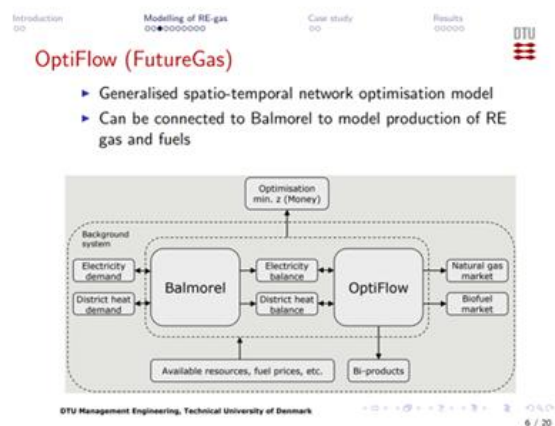 Introduction Modelling of RE-gas Case study Results
DTU
OptiFlow (FutureGas)
Generalised spatio-temporal network optimisation model
Can be connected to Balmorel to model production of RE
gas and fuels
Optimisation
min. z (Money)
Background
system
Electricity
demand
District heat
demand
Balmorel
Electricity
balance
District heat
balance
OptiFlow
Natural gas
market
Biofuel
market
Available resources, fuel prices, etc.
Bi-products
DTU Management Engineering, Technical University of Denmark
6 / 20